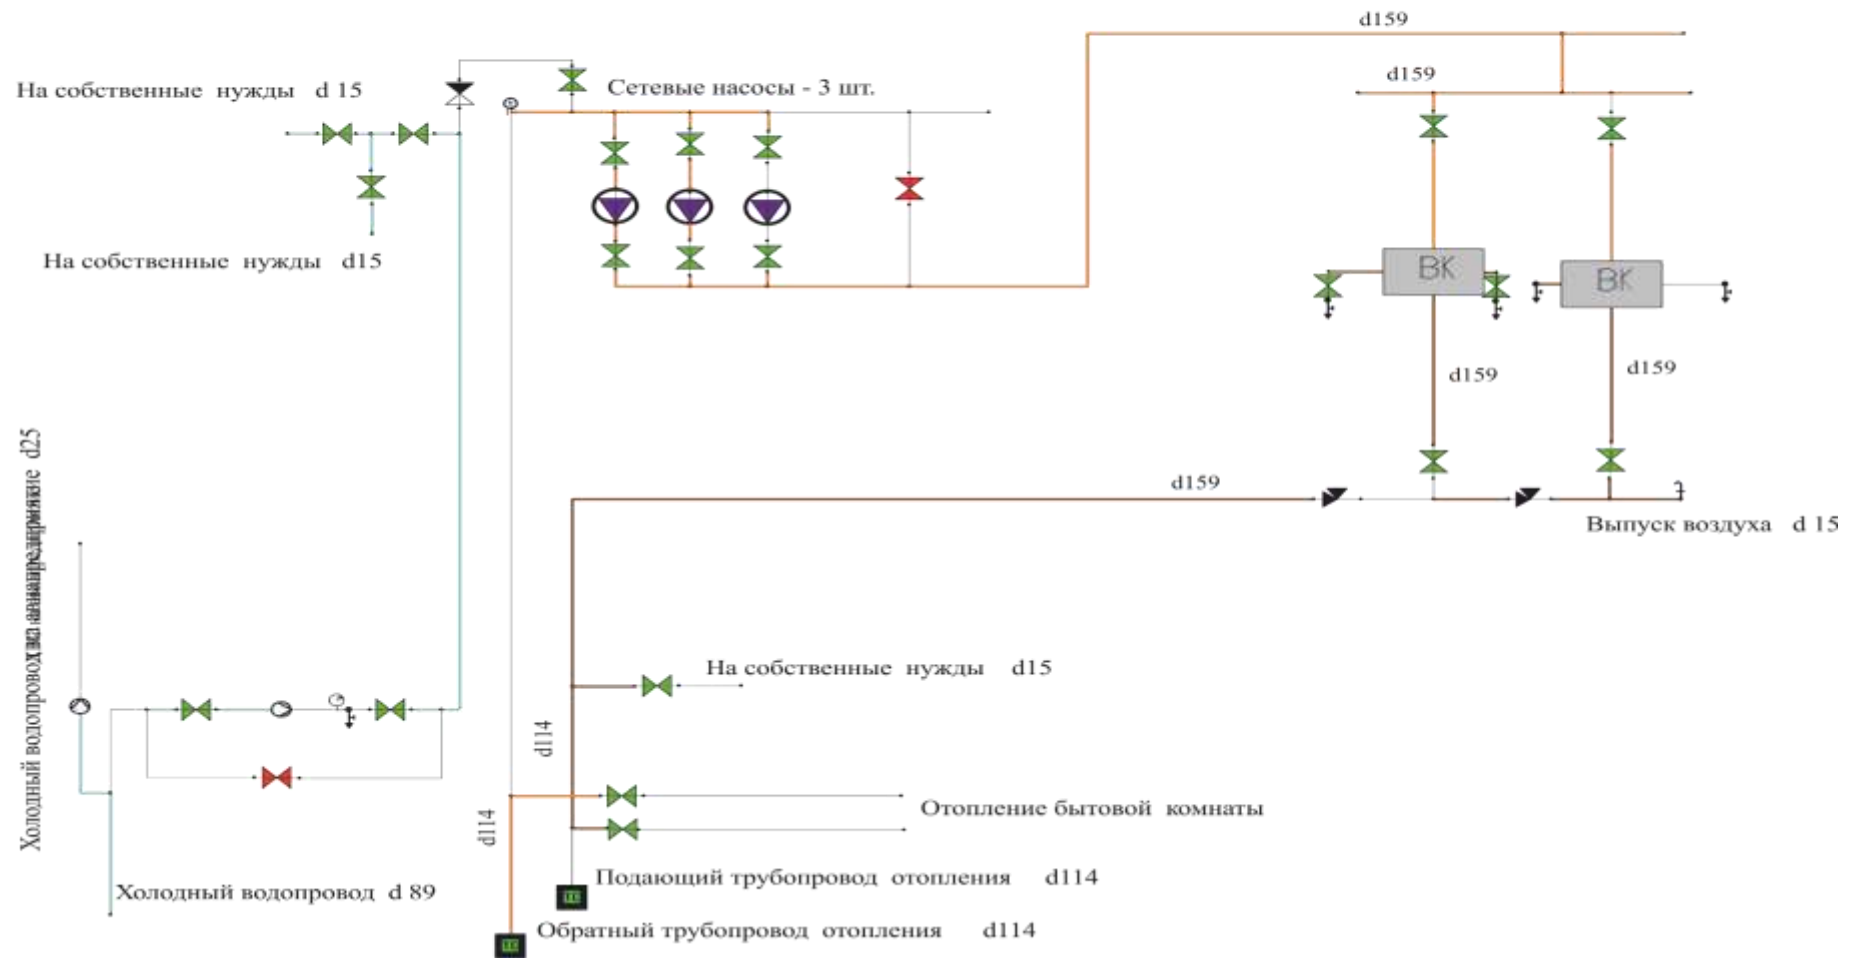 d159
d159
На собственные нужды d 15
Сетевые насосы - 3 шт.
На собственные нужды d15
ВК
ВК
d159
d159
d159
Выпуск воздуха d 15
Холодный водопровод d25
На собственные нужды d15
d114
d114
Отопление бытовой комнаты
Подающий трубопровод отопления d114
Холодный водопровод d 89
Обратный трубопровод отопления d114